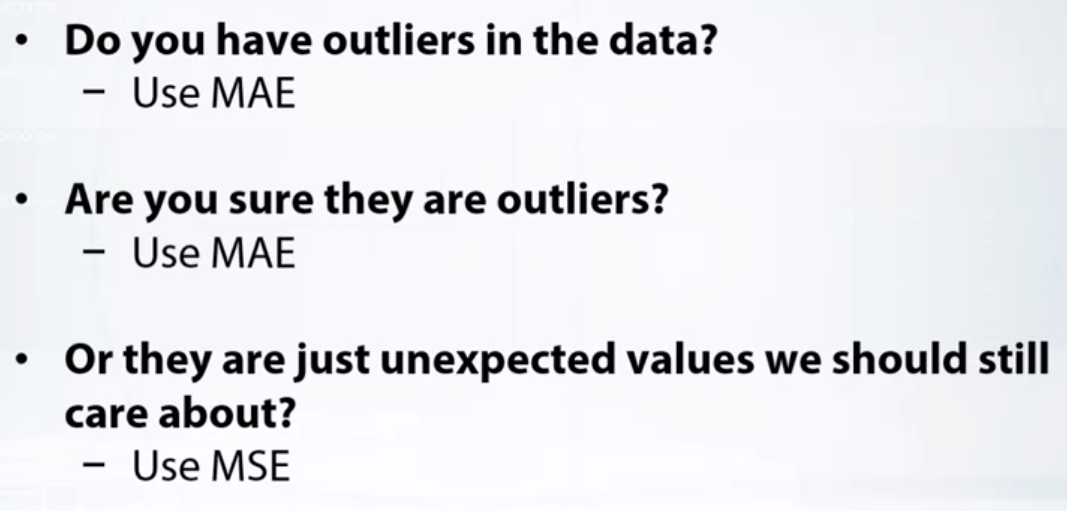 • Do you have outliers in the data?
– Use MAE
• Are you sure they are outliers?
– Use MAE
• Or they are just unexpected values we should still
care about?
– Use MSE